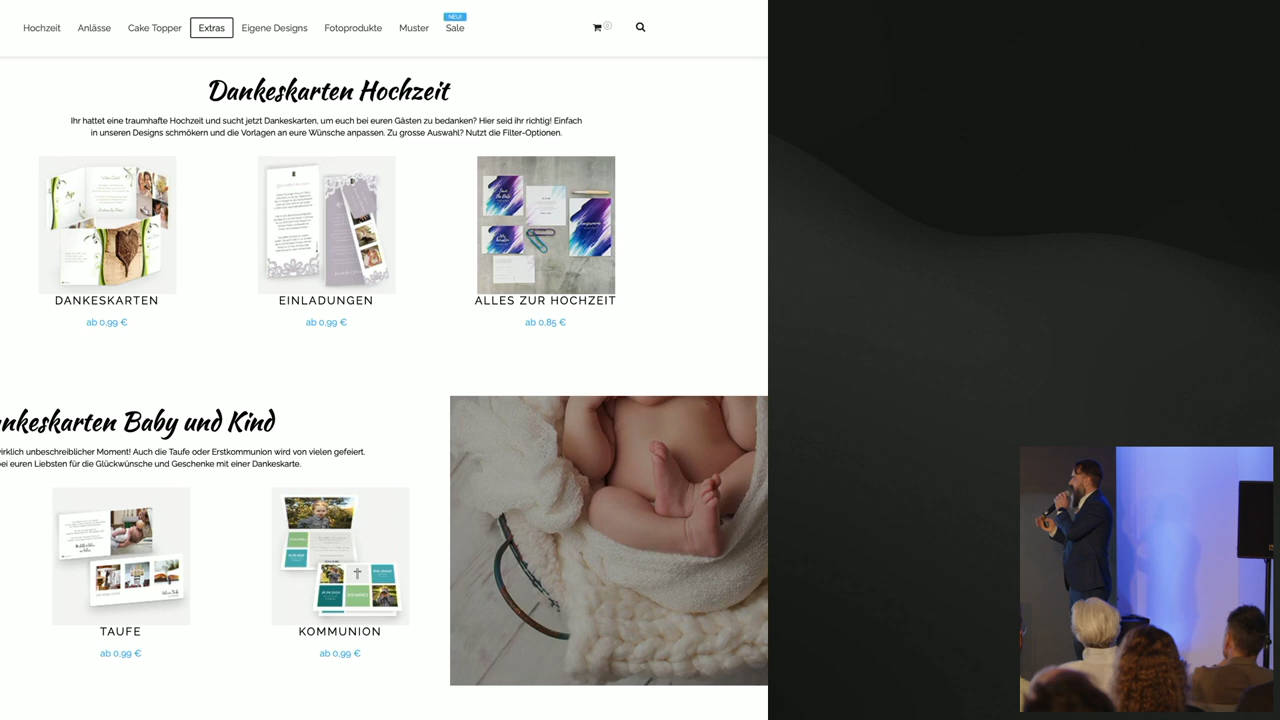 NEU!
Hochzeit Anlässe Cake Topper Extras Eigene Designs Fotoprodukte Muster Sale 0
Dankeskarten Hochzeit
Ihr hattet eine traumhafte Hochzeit und sucht jetzt Dankeskarten, um euch bei euren Gästen zu bedanken? Hier seid ihr richtig! Einfach
in unseren Designs schmökern und die Vorlagen an eure Wünsche anpassen. Zu grosse Auswahl? Nutzt die Filter-Optionen.
DANKESKARTEN
ab 0,99 €
EINLADUNGEN
ab 0,99 €
ALLES ZUR HOCHZEIT
ab 0,85 €
nkeskarten Baby und Kind
wirklich unbeschreiblicher Moment! Auch die Taufe oder Erstkommunion wird von vielen gefeiert.
bei euren Liebsten für die Glückwünsche und Geschenke mit einer Dankeskarte.
TAUFE
ab 0,99 €
KOMMUNION
ab 0,99 €